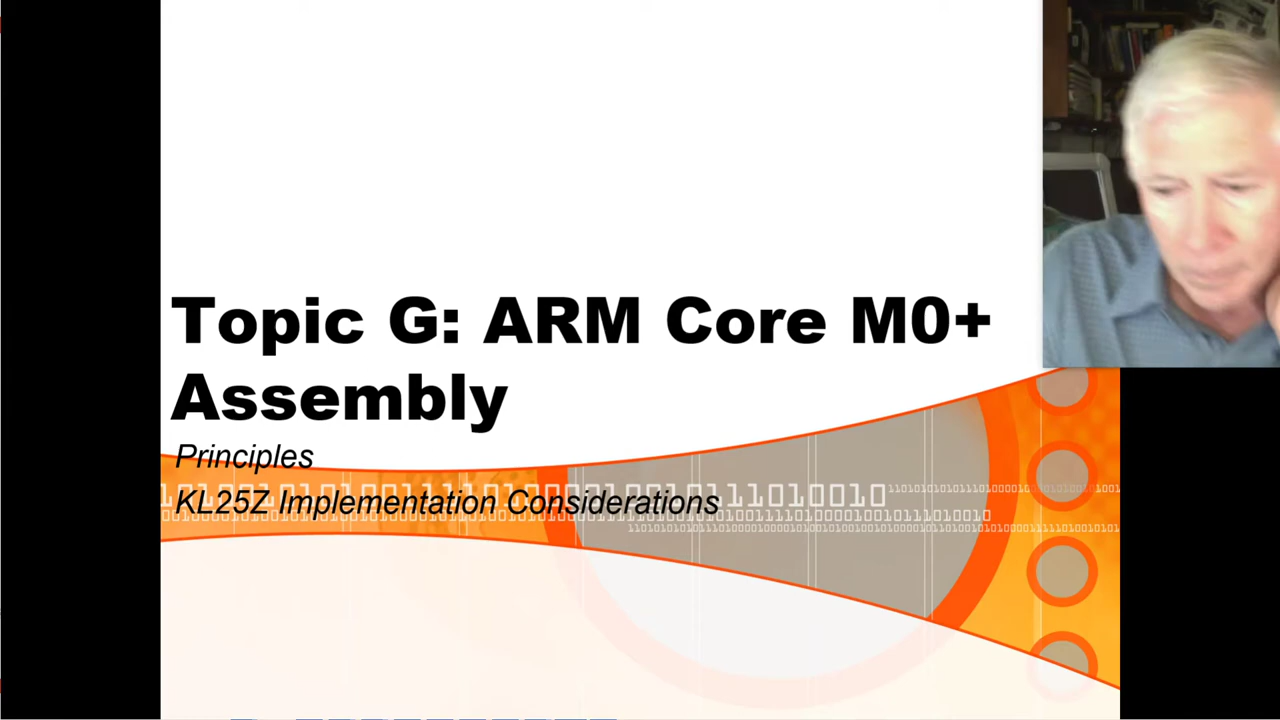 Topic G: ARM Core M0+
Assembly
Principles
KL25Z Implementation Considerations